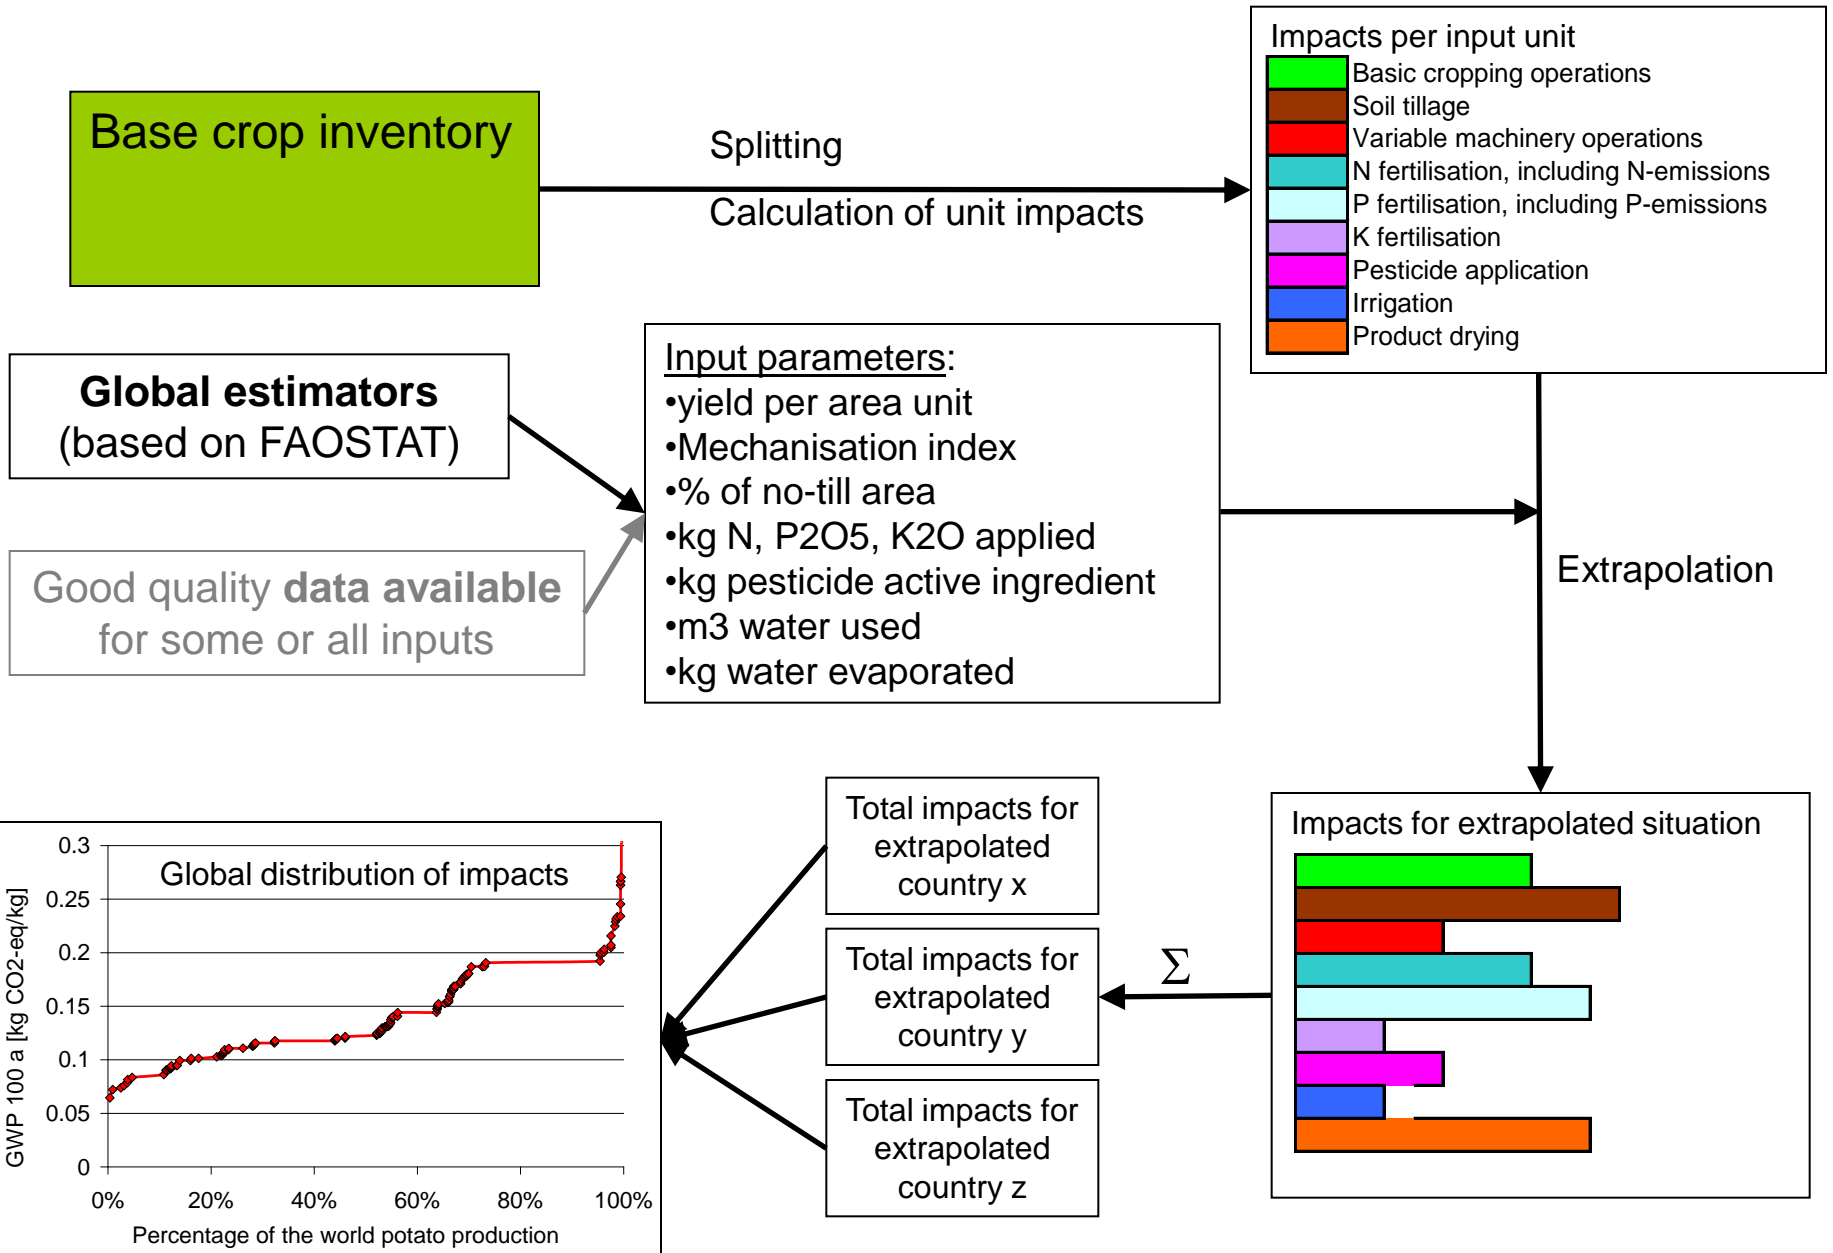 Base crop inventory
Splitting
Calculation of unit impacts
Impacts per input unit
Basic cropping operations
Soil tillage
Variable machinery operations
N fertilisation, including N-emissions
P fertilisation, including P-emissions
K fertilisation
Pesticide application
Irrigation
Product drying
Global estimators
(based on FAOSTAT)
Good quality data available
for some or all inputs
Input parameters:
•yield per area unit
•Mechanisation index
•% of no-till area
•kg N, P2O5, K2O applied
•kg pesticide active ingredient
•m3 water used
•kg water evaporated
Extrapolation
Impacts for extrapolated situation
Σ
Total impacts for
extrapolated
country x
Total impacts for
extrapolated
country y
Total impacts for
extrapolated
country z
Global distribution of impacts
GWP 100 a [kg CO2-eq/kg]
0.3
0.25
0.2
0.15
0.1
0.05
0
0%
20%
40%
60%
80%
100%
Percentage of the world potato production